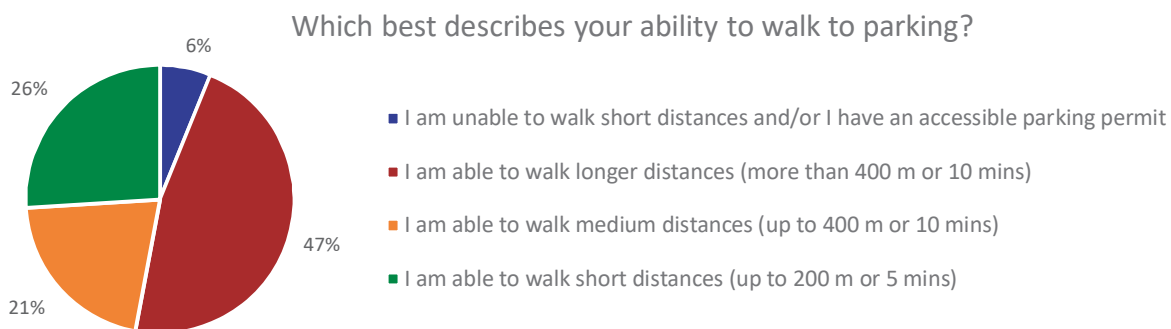 Which best describes your ability to walk to parking?
6%
26%
47%
21%
I am unable to walk short distances and/or I have an accessible parking permit
I am able to walk longer distances (more than 400 m or 10 mins)
I am able to walk medium distances (up to 400 m or 10 mins)
I am able to walk short distances (up to 200 m or 5 mins)